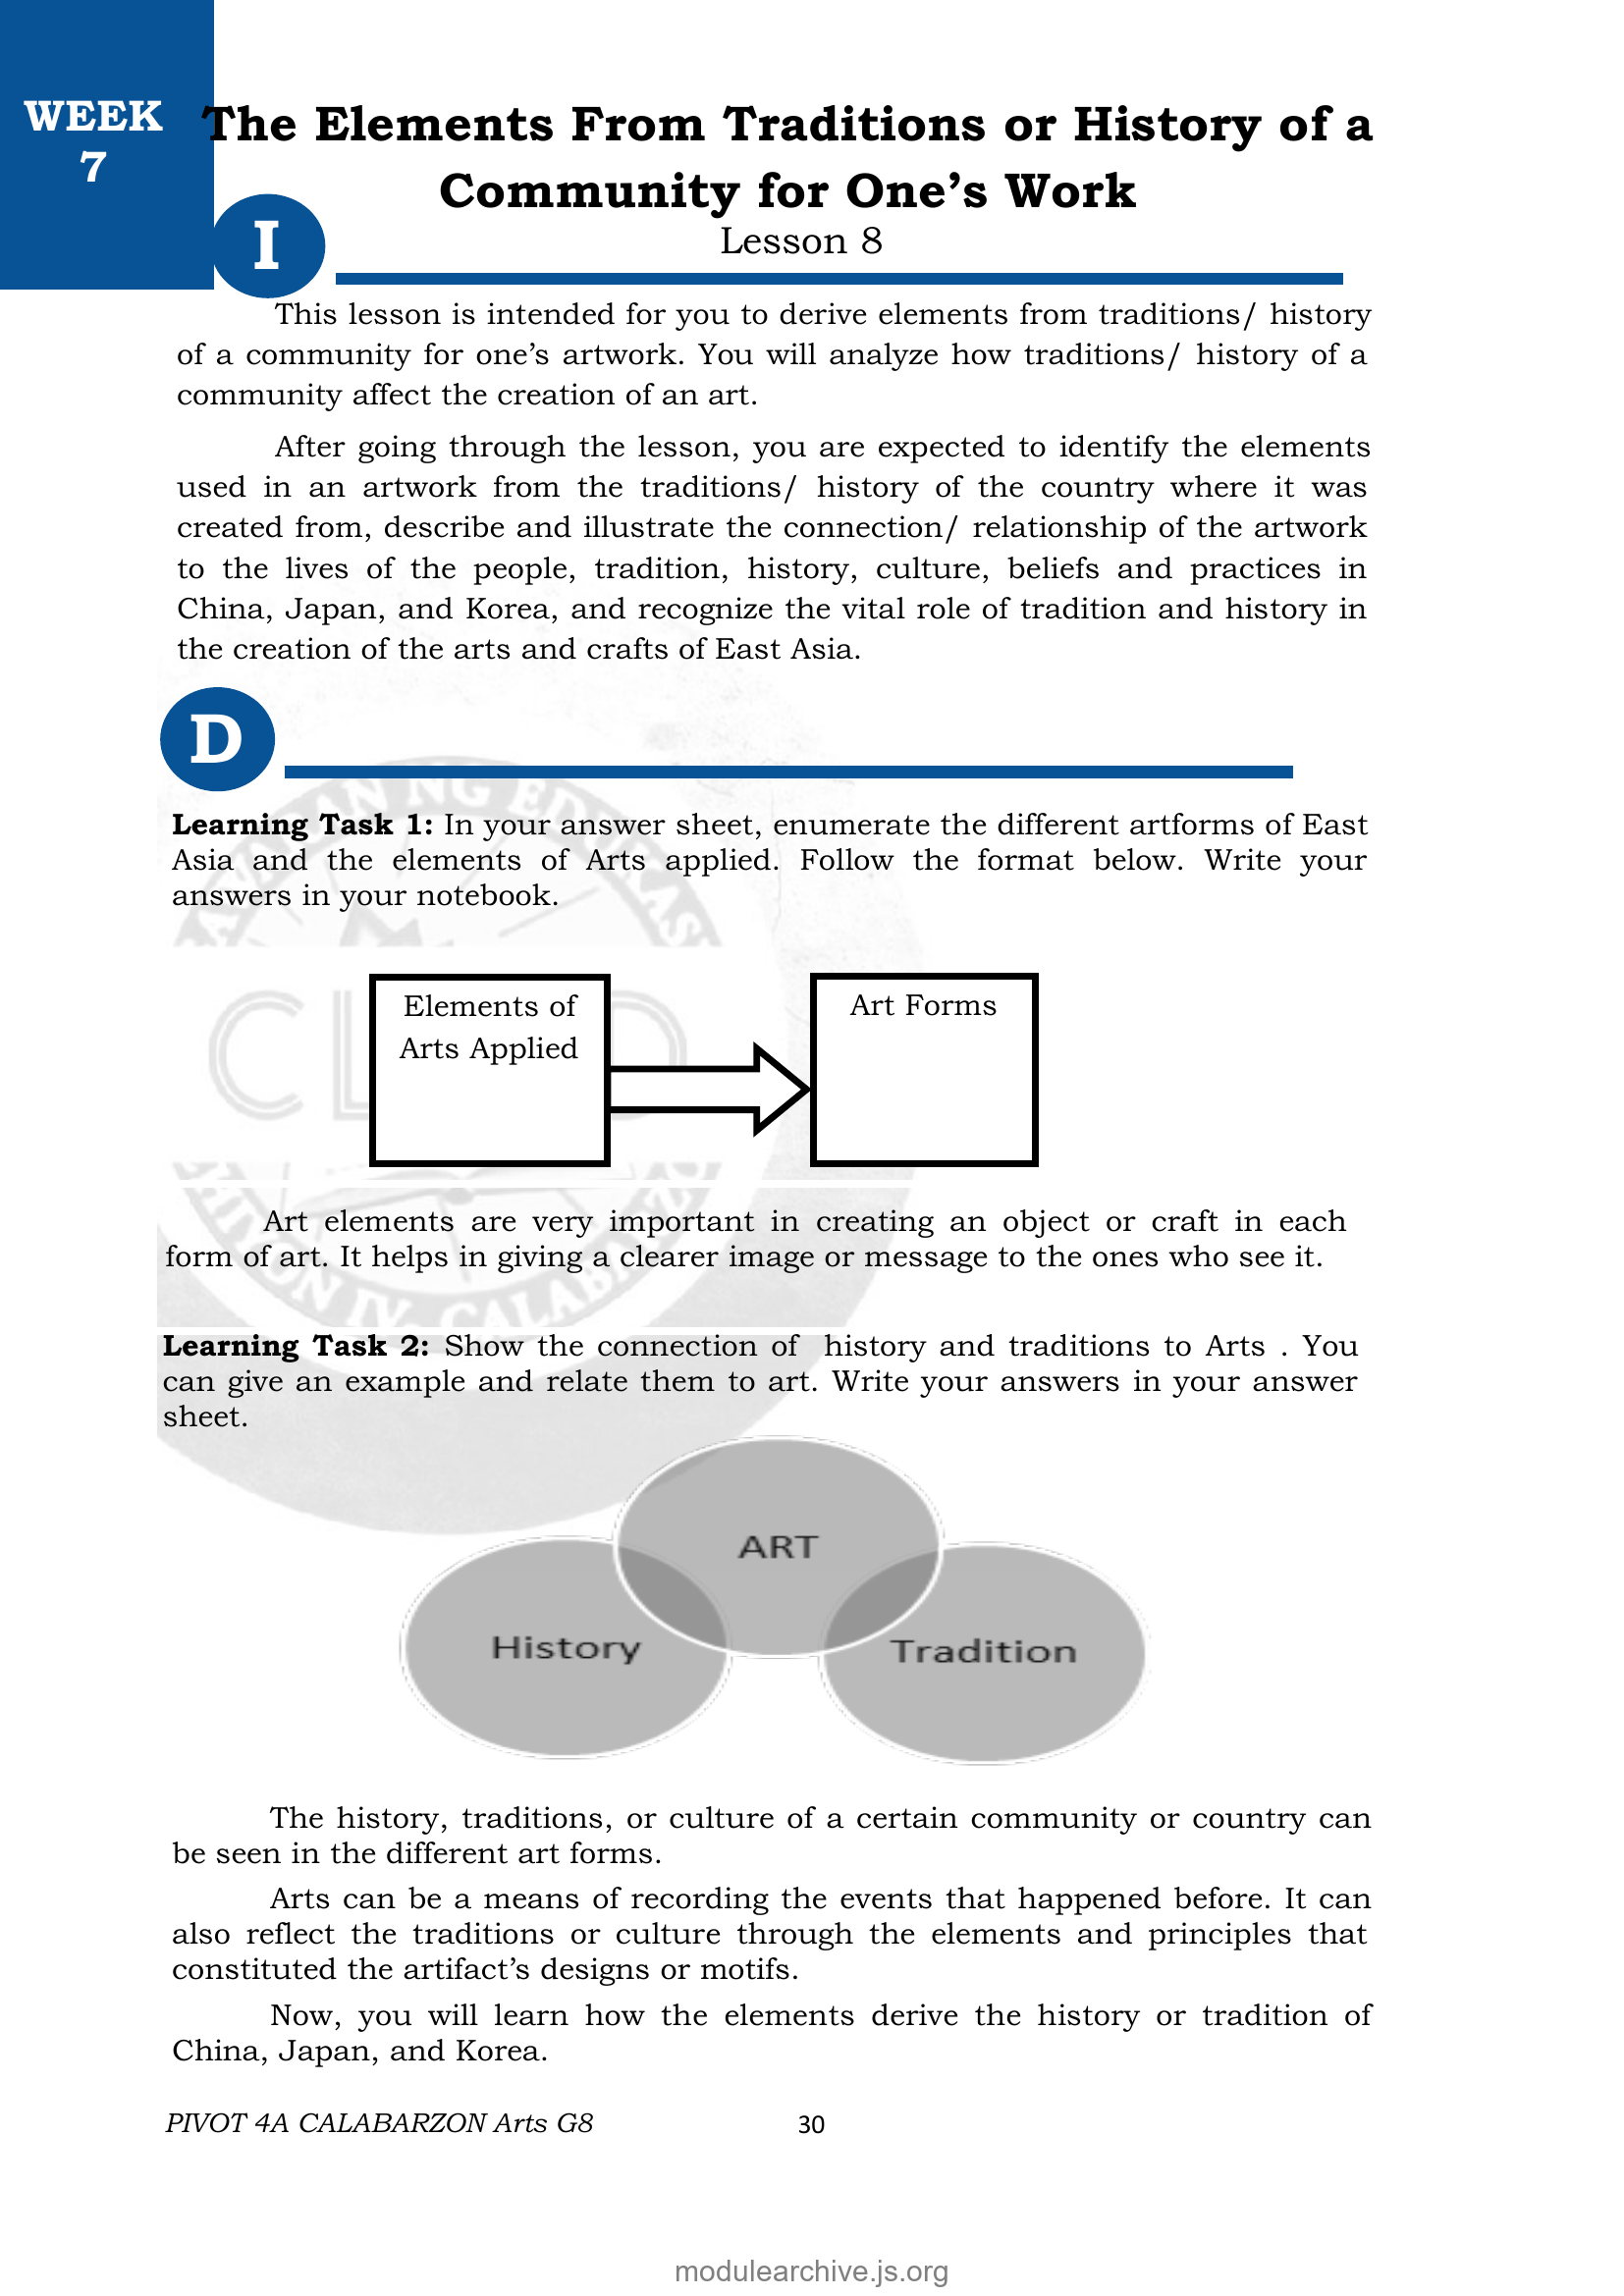 WEEK
7
The Elements From Traditions or History of a
Community for One’s Work
Lesson 8
I
This lesson is intended for you to derive elements from traditions/ history
of a community for one’s artwork. You will analyze how traditions/ history of a
community affect the creation of an art.
After going through the lesson, you are expected to identify the elements
used in an artwork from the traditions/ history of the country where it was
created from, describe and illustrate the connection/ relationship of the artwork
to the lives of the people, tradition, history, culture, beliefs and practices in
China, Japan, and Korea, and recognize the vital role of tradition and history in
the creation of the arts and crafts of East Asia.
D
Learning Task 1: In your answer sheet, enumerate the different artforms of East
Asia and the elements of Arts applied. Follow the format below. Write your
answers in your notebook.
Elements of
Arts Applied
Art Forms
Art elements are very important in creating an object or craft in each
form of art. It helps in giving a clearer image or message to the ones who see it.
Learning Task 2: Show the connection of history and traditions to Arts . You
can give an example and relate them to art. Write your answers in your answer
sheet.
ART
History
Tradition
The history, traditions, or culture of a certain community or country can
be seen in the different art forms.
Arts can be a means of recording the events that happened before. It can
also reflect the traditions or culture through the elements and principles that
constituted the artifact’s designs or motifs.
Now, you will learn how the elements derive the history or tradition of
China, Japan, and Korea.
PIVOT 4A CALABARZON Arts G8
30
modulearchive.js.org